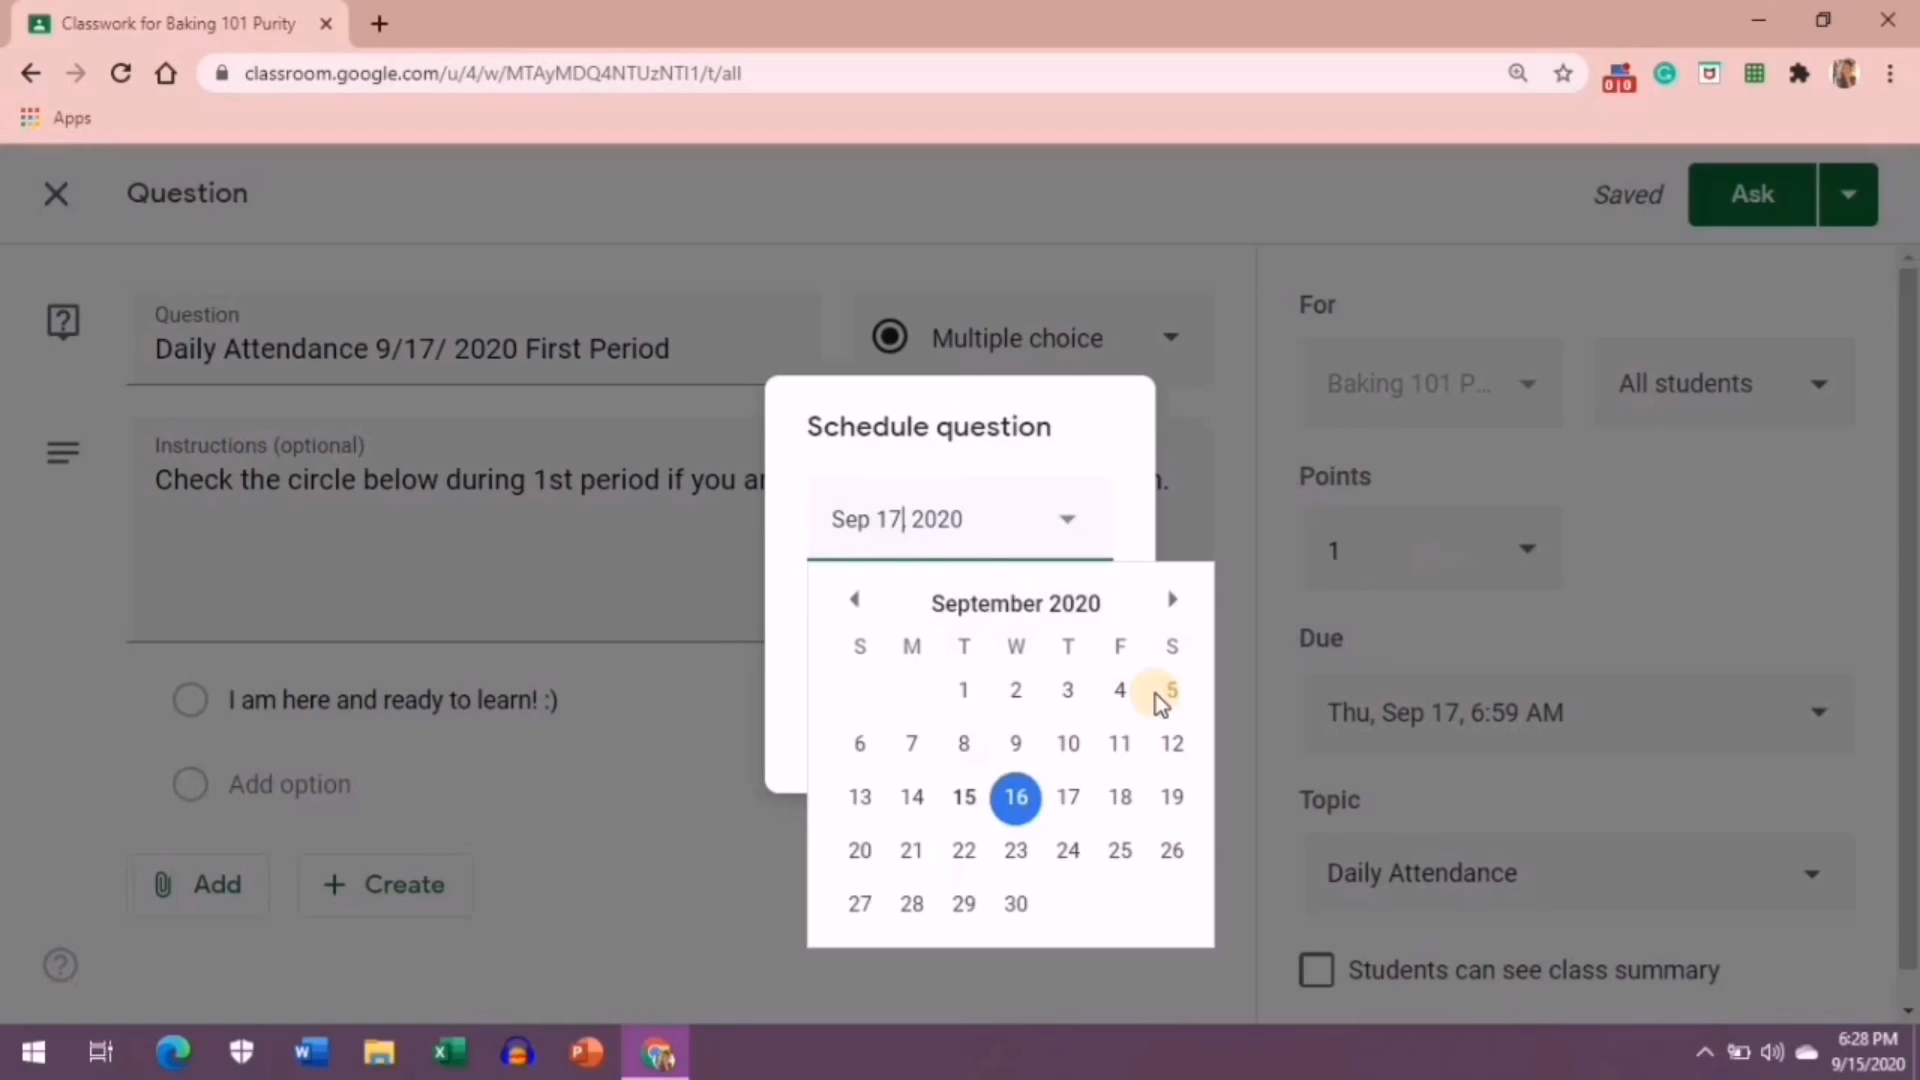 Classwork for Baking 101 Purity
classroom.google.com/u/4/w/MTAyMDQ4NTUzNTI1/t/all
Apps
Question
Saved
Ask
Question
Daily Attendance 9/17/ 2020 First Period
Multiple choice
Instructions (optional)
Check the circle below during 1st period if you
I am here and ready to learn! :)
Add option
Add
Create
Schedule question
Sep 17, 2020
September 2020
S M T W T F S
1 2 3 4 5
6 7 8 9 10 11 12
13 14 15 16 17 18 19
20 21 22 23 24 25 26
27 28 29 30
For
Baking 101 P...
All students
Points
1
Due
Thu, Sep 17, 6:59 AM
Topic
Daily Attendance
Students can see class summary
6:28 PM
9/15/2020